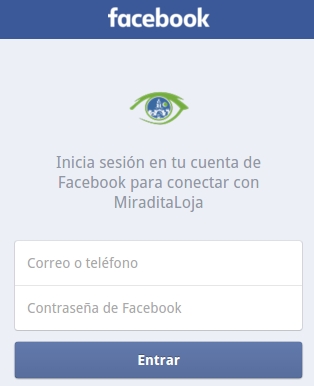 facebook
Inicia sesión en tu cuenta de
Facebook para conectar con
MiraditaLoja
Correo o teléfono
Contraseña de Facebook
Entrar